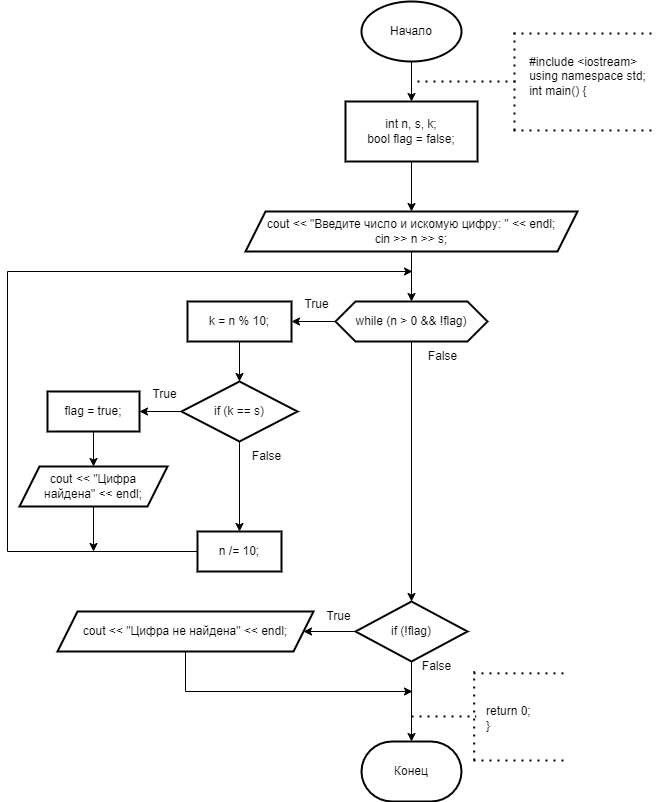 Начало
#include <iostream>
using namespace std;
int main() {
int n, s, k;
bool flag = false;
cout << "Введите число и искомую цифру: " << endl;
cin >> n >> s;
True
k = n % 10;
while (n > 0 && !flag)
False
True
flag = true;
if (k == s)
False
cout << "Цифра
найдена" << endl;
n /= 10;
True
cout << "Цифра не найдена" << endl;
if (!flag)
False
return 0;
}
Конец